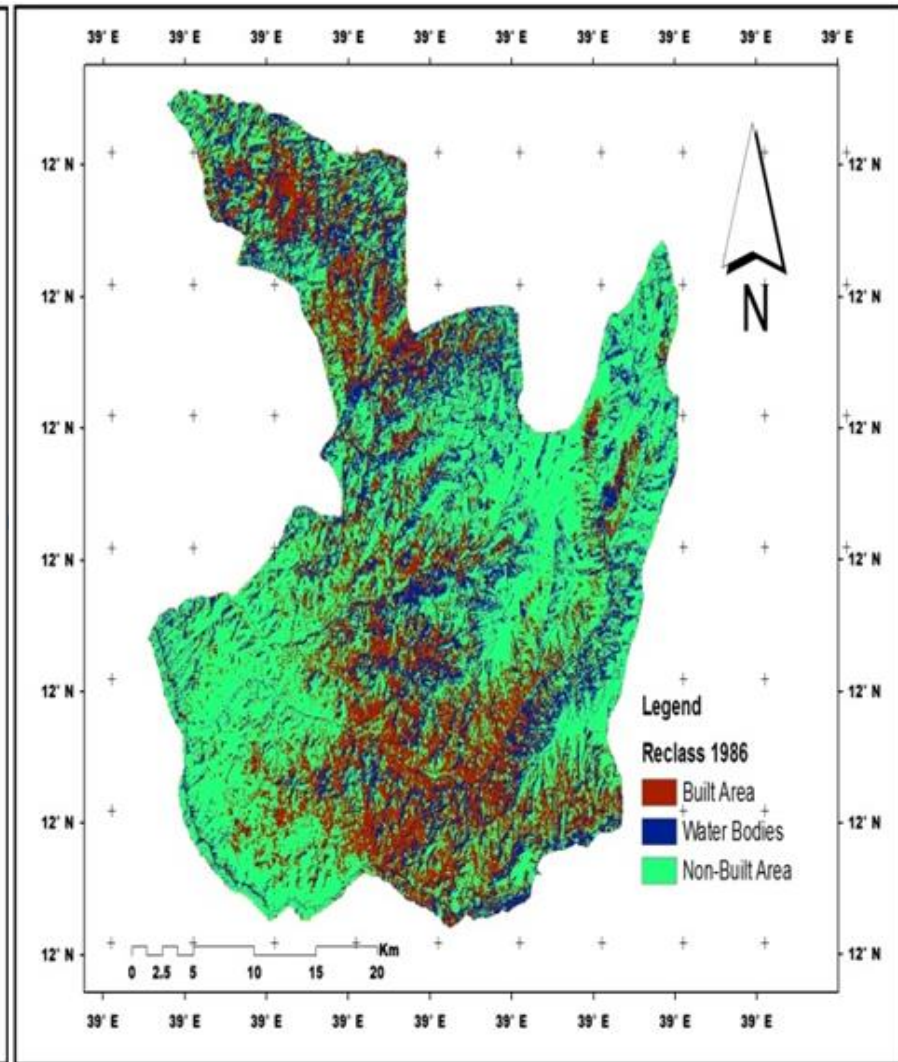 39° E 39° E 39° E 39° E 39° E 39° E 39° E 39° E 39° E 39° E
12° N 12° N
12° N 12° N
N
12° N 12° N
12° N 12° N
12° N 12° N
Legend
Reclass 1986
Built Area
Water Bodies
Non-Built Area
12° N 12° N
12° N 12° N
Km
0 2.5 5 10 15 20
39° E 39° E 39° E 39° E 39° E 39° E 39° E 39° E 39° E